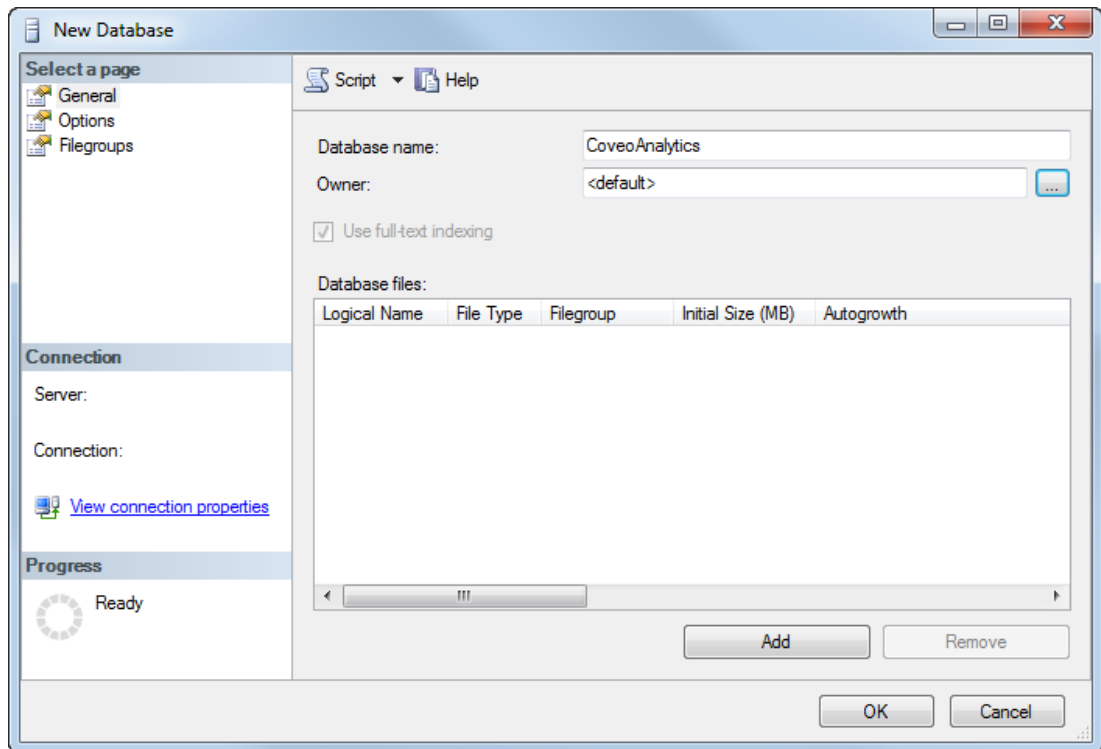 New Database
Select a page
General
Options
Filegroups
Script
Help
Database name:
CoveoAnalytics
Owner:
<default>
...
Use full-text indexing
Database files:
Logical Name
File Type
Filegroup
Initial Size (MB)
Autogrowth
Connection
Server:
Connection:
View connection properties
Progress
Ready
Add
Remove
OK
Cancel